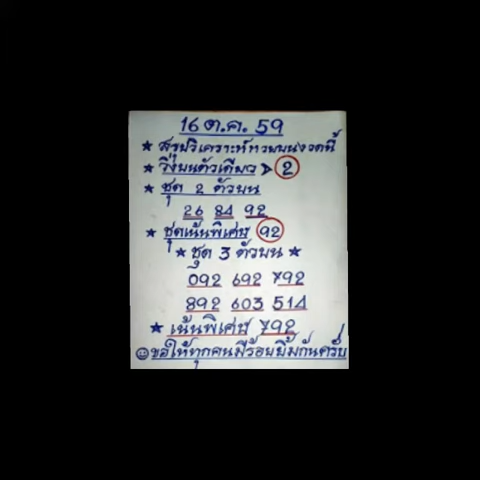 16 ต.ค. 59
★ สรุปวิเคราะห์หวยบนงวดนี้
★ วิ่งบนตัวเดียว > 2
★ ชุด 2 ตัวบน
26 84 92
★ ชุดเน้นพิเศษ 92
★ ชุด 3 ตัวบน ★
092 692 792
892 603 514
★ เน้นพิเศษ 792
☺ขอให้ทุกคนมีรอยยิ้มกันครับ